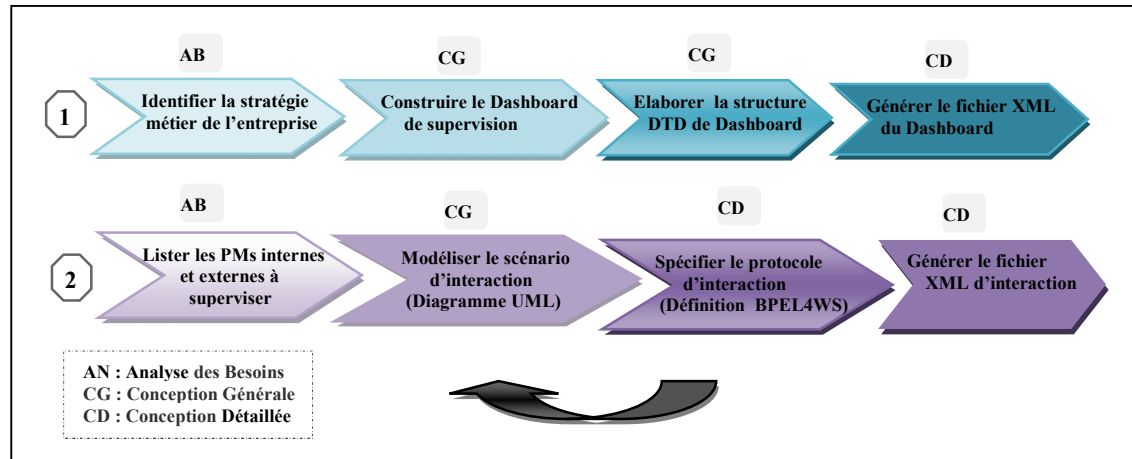 AB
CG
CG
CD
1
Identifier la stratégie
métier de l'entreprise
Construire le Dashboard
de supervision
Elaborer la structure
DTD de Dashboard
Générer le fichier XML
du Dashboard
AB
CG
CD
CD
2
Lister les PMs internes
et externes à
superviser
Modéliser le scénario
d'interaction
(Diagramme UML)
Spécifier le protocole
d'interaction
(Définition BPEL4WS)
Générer le fichier
XML d'interaction
AN : Analyse des Besoins
CG : Conception Générale
CD : Conception Détaillée